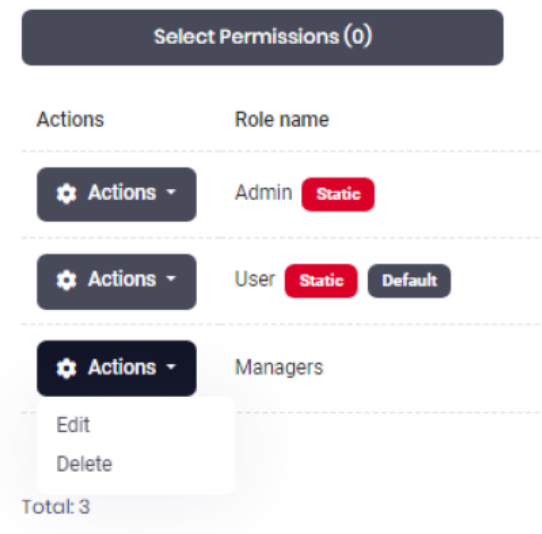 Select Permissions (0)
Actions Role name
Actions Admin Static
Actions User Static Default
Actions Managers
Edit
Delete
Total: 3